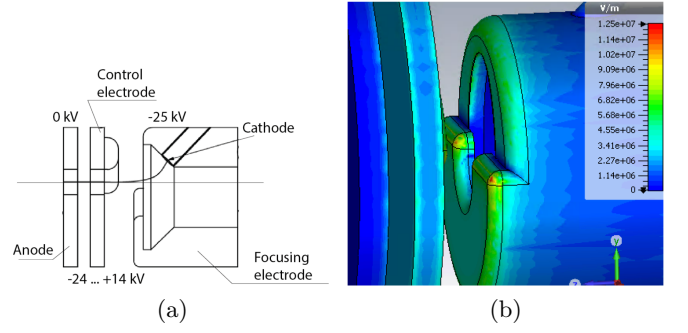 Control
electrode
0 kV
-25 kV
Cathode
Anode
Focusing
electrode
-24 ... +14 kV
(a)
V/m
1.25e+07
1.14e+07
1.02e+07
9.09e+06
7.96e+06
6.82e+06
5.68e+06
4.55e+06
3.41e+06
2.27e+06
1.14e+06
0
y
z
(b)